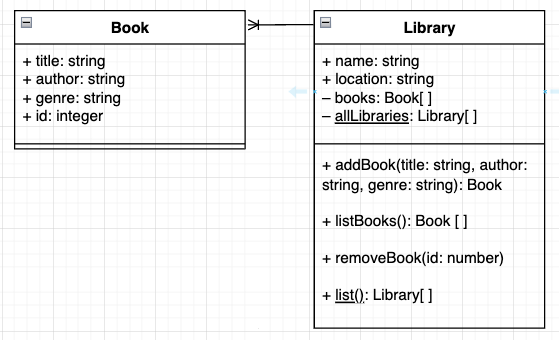 Book
+ title: string
+ author: string
+ genre: string
+ id: integer
Library
+ name: string
+ location: string
– books: Book[ ]
– allLibraries: Library[ ]
+ addBook(title: string, author:
string, genre: string): Book
+ listBooks(): Book [ ]
+ removeBook(id: number)
+ list(): Library[ ]